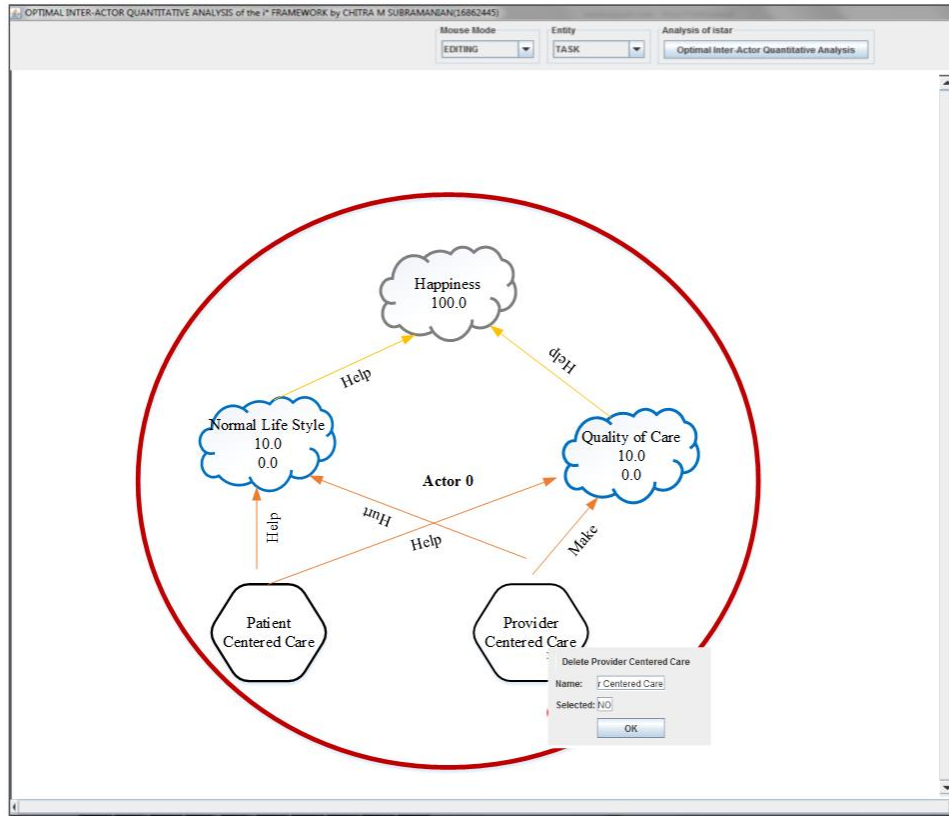 OPTIMAL INTER-ACTOR QUANTITATIVE ANALYSIS of the i* FRAMEWORK by CHITRA M SUBRAMANIAN(16862445)
Mouse Mode
EDITING
Entity
TASK
Analysis of istar
Optimal Inter-Actor Quantitative Analysis
Happiness
100.0
Help
Help
Normal Life Style
10.0
0.0
Quality of Care
10.0
0.0
Actor 0
Help
Hurt
Help
Make
Patient
Centered Care
Provider
Centered Care
Delete Provider Centered Care
Name: r Centered Care
Selected: NO
OK